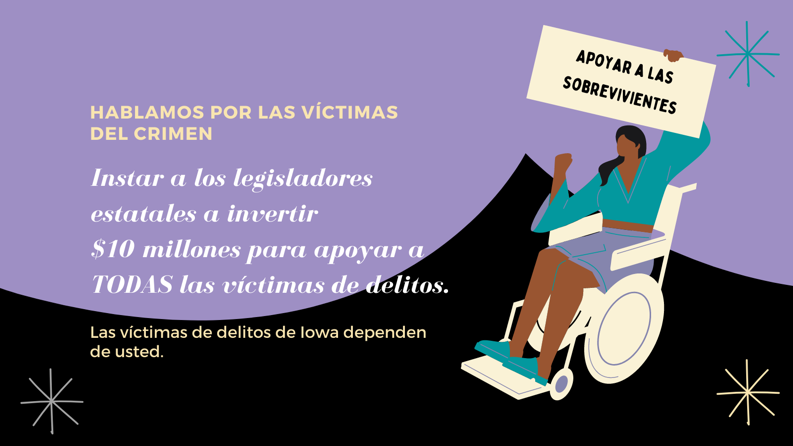 HABLAMOS POR LAS VÍCTIMAS
DEL CRIMEN
Instar a los legisladores
estatales a invertir
$10 millones para apoyar a
TODAS las víctimas de delitos.
Las víctimas de delitos de Iowa dependen
de usted.
APOYAR A LAS
SOBREVIVIENTES